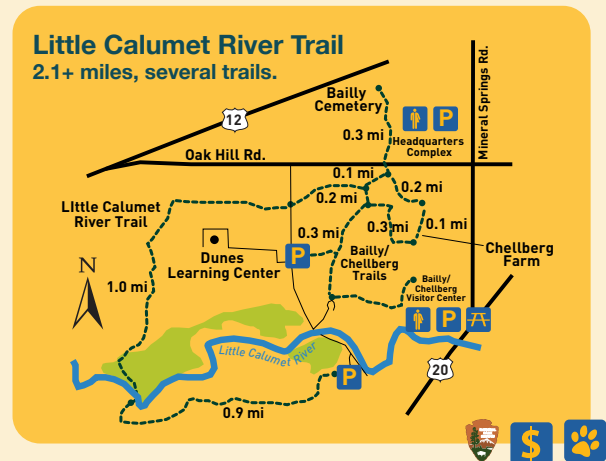 Little Calumet River Trail
2.1+ miles, several trails.
Bailly
Cemetery
12
P
Headquarters
Complex
Mineral Springs Rd.
0.3 mi
Oak Hill Rd.
0.1 mi
0.2 mi
0.2 mi
LIttle Calumet
River Trail
0.3 mi
0.3 mi
0.1 mi
Chellberg
Farm
Dunes
Learning Center
P
Bailly/
Chellberg
Trails
N
1.0 mi
Bailly/
Chellberg
Visitor Center
P
Little Calumet River
20
P
0.9 mi
$